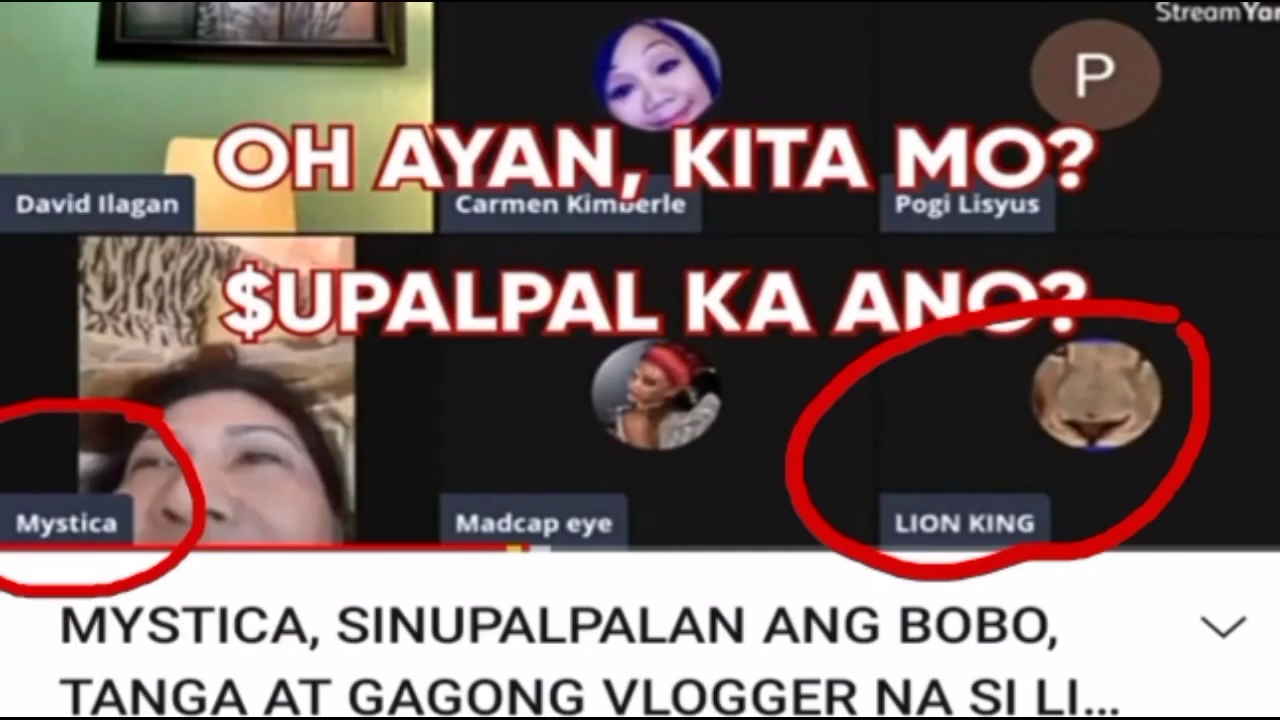 StreamYar
P
OH AYAN, KITA MO?
David Ilagan
Carmen Kimberle
Pogi Lisyus
$UPALPAL KA ANO?
Mystica
Madcap eye
LION KING
MYSTICA, SINUPALPALAN ANG BOBO,
TANGA AT GAGONG VLOGGER NA SI LI...